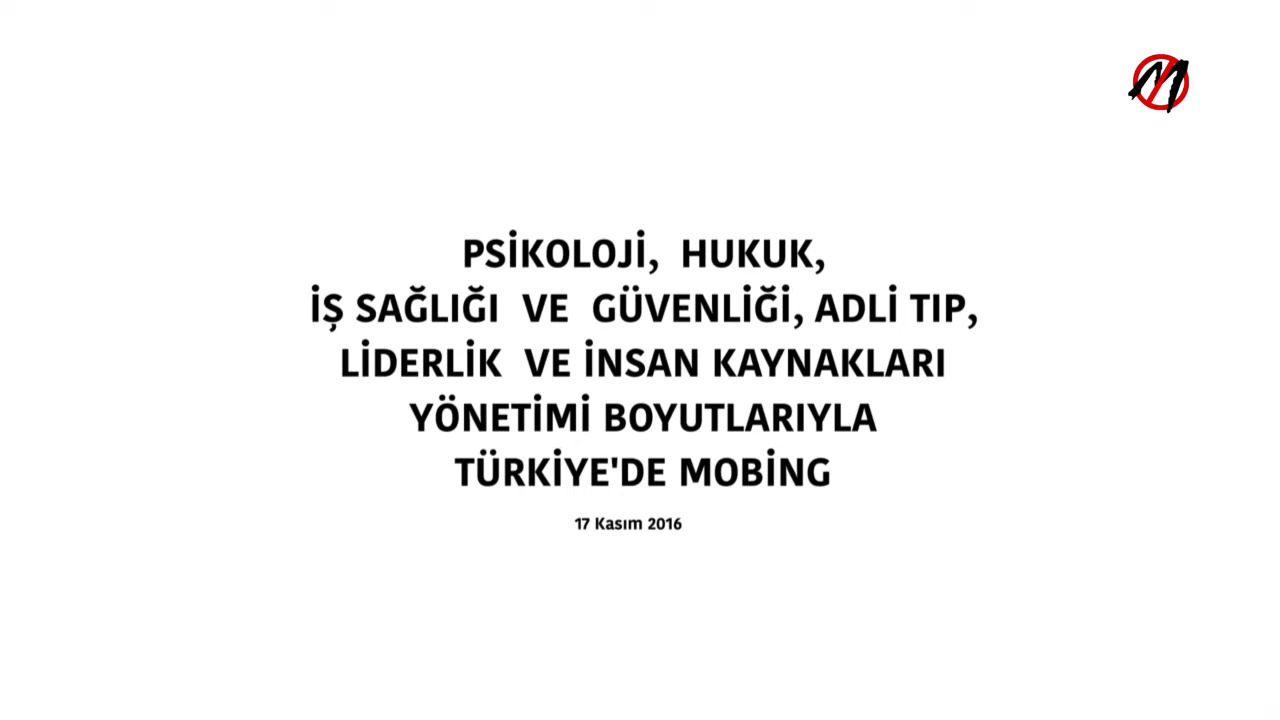 M
PSİKOLOJİ, HUKUK,
İŞ SAĞLIĞI VE GÜVENLİĞİ, ADLİ TIP,
LİDERLİK VE İNSAN KAYNAKLARI
YÖNETİMİ BOYUTLARIYLA
TÜRKİYE'DE MOBİNG
17 Kasım 2016